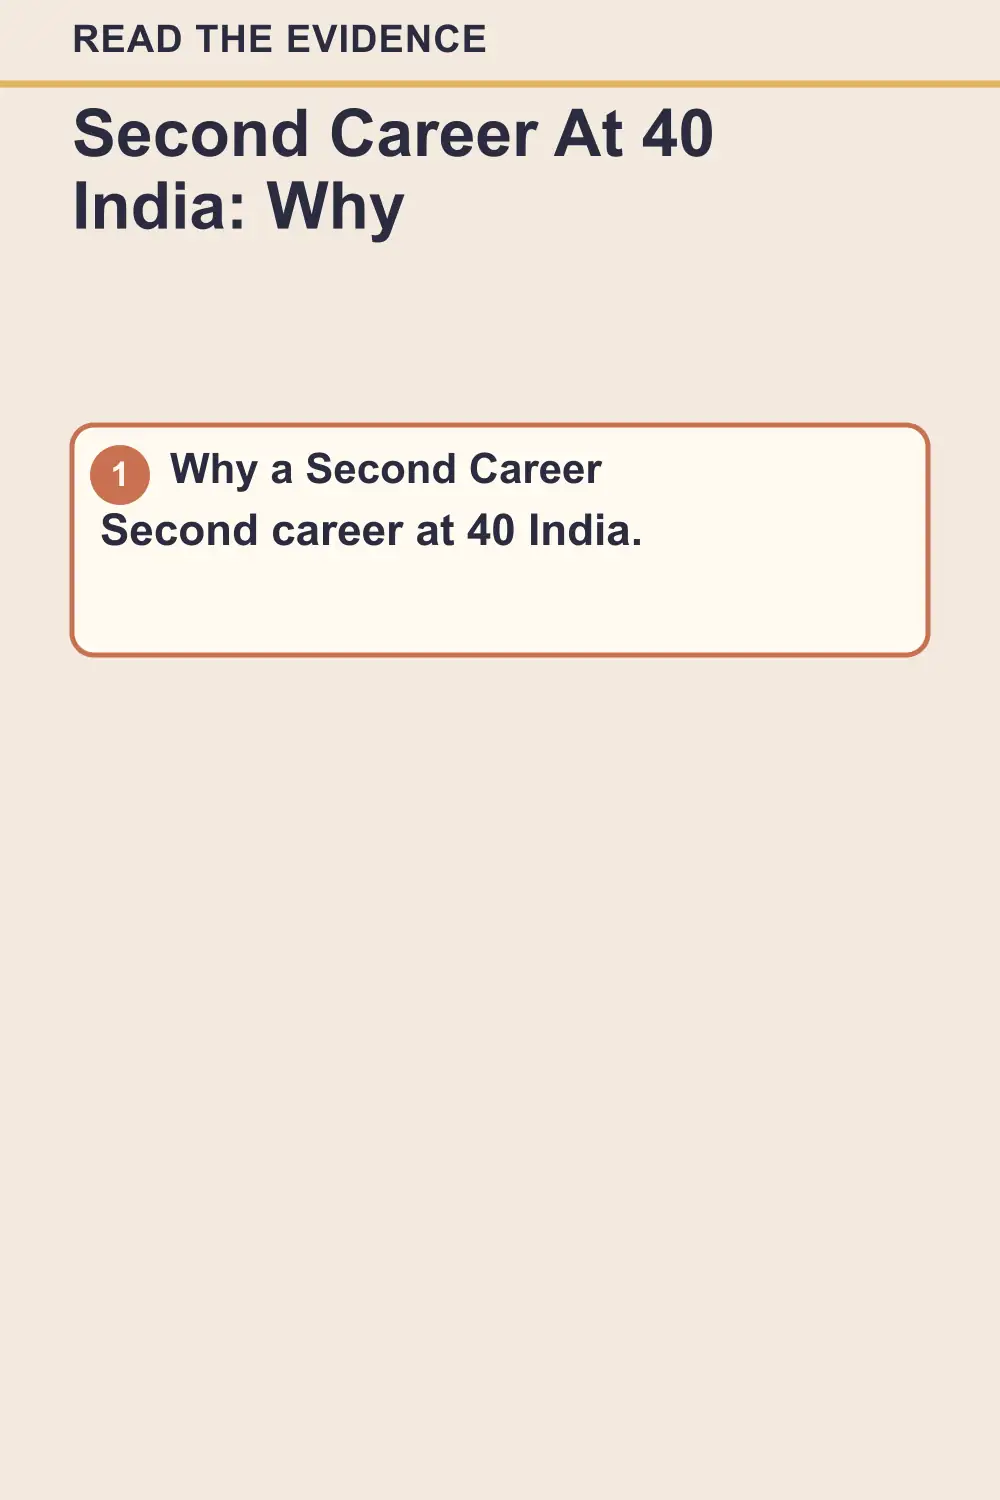 READ THE EVIDENCE
Second Career At 40
India: Why
1 Why a Second Career
Second career at 40 India.